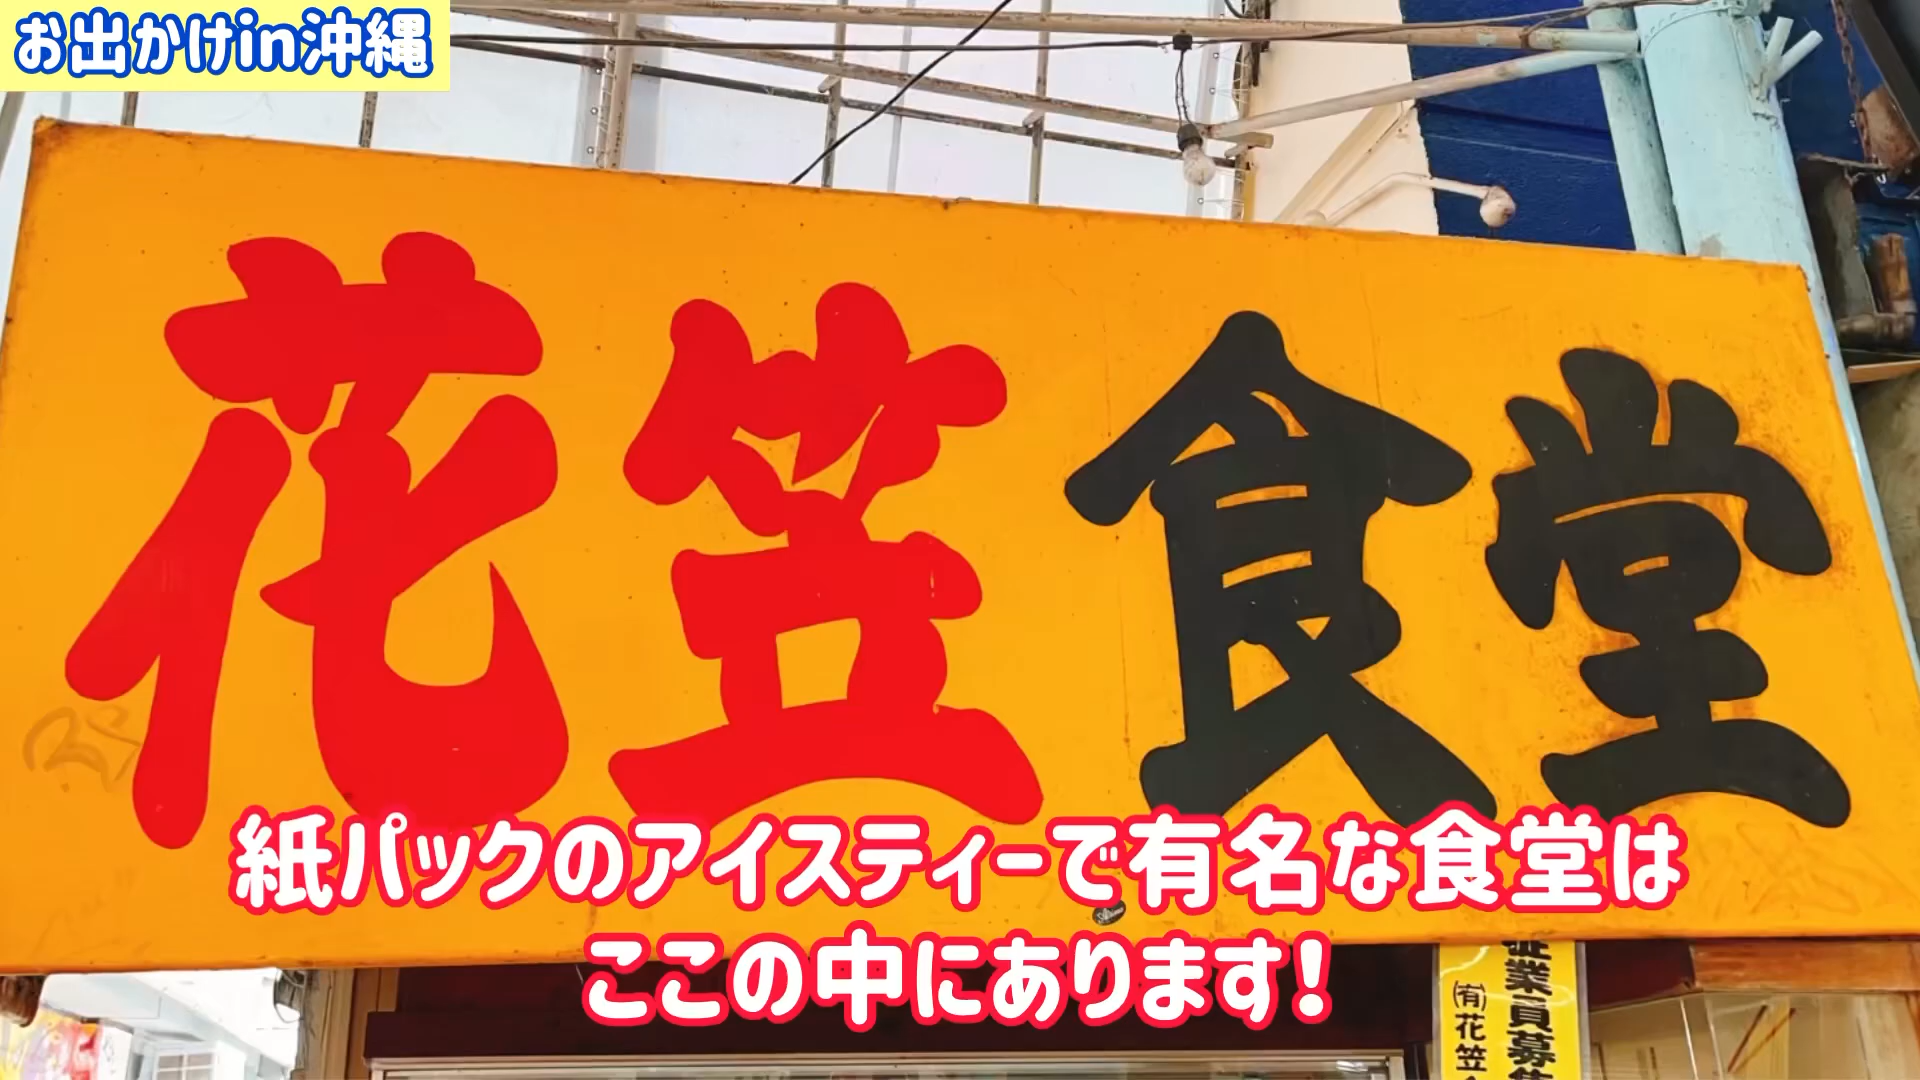 お出かけin沖縄
花笠食堂
紙パックのアイスティーで有名な食堂は
ここの中にあります!
従業員募集
(有)花笠